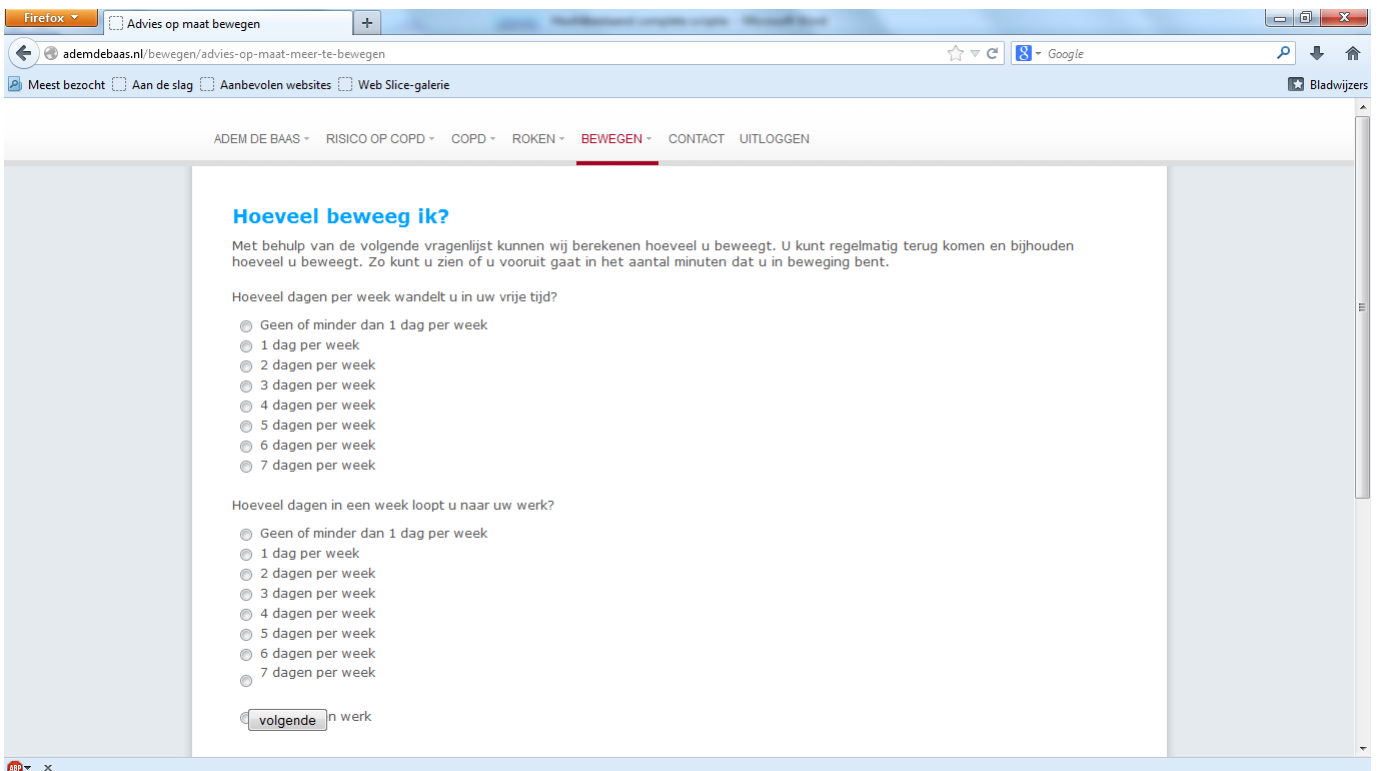 Firefox
Advies op maat bewegen
+
ademdebaas.nl/bewegen/advies-op-maat-meer-te-bewegen
8
Google
Meest bezocht
Aan de slag
Aanbevolen websites
Web Slice-galerie
Bladwijzers
ADEM DE BAAS
RISICO OP COPD
COPD
ROKEN
BEWEGEN
CONTACT
UITLOGGEN
Hoeveel beweeg ik?
Met behulp van de volgende vragenlijst kunnen wij berekenen hoeveel u beweegt. U kunt regelmatig terug komen en bijhouden
hoeveel u beweegt. Zo kunt u zien of u vooruit gaat in het aantal minuten dat u in beweging bent.
Hoeveel dagen per week wandelt u in uw vrije tijd?
Geen of minder dan 1 dag per week
1 dag per week
2 dagen per week
3 dagen per week
4 dagen per week
5 dagen per week
6 dagen per week
7 dagen per week
Hoeveel dagen in een week loopt u naar uw werk?
Geen of minder dan 1 dag per week
1 dag per week
2 dagen per week
3 dagen per week
4 dagen per week
5 dagen per week
6 dagen per week
7 dagen per week
volgende
n werk
ABP
x